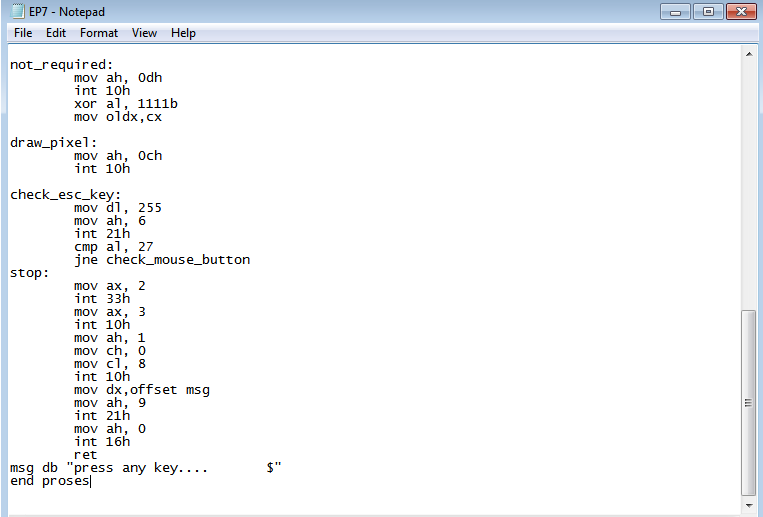 EP7 - Notepad
File Edit Format View Help
not_required:
mov ah, 0dh
int 10h
xor al, 1111b
mov oldx,cx
draw_pixel:
mov ah, 0ch
int 10h
check_esc_key:
mov dl, 255
mov ah, 6
int 21h
cmp al, 27
jne check_mouse_button
stop:
mov ax, 2
int 33h
mov ax, 3
int 10h
mov ah, 1
mov ch, 0
mov cl, 8
int 10h
mov dx,offset msg
mov ah, 9
int 21h
mov ah, 0
int 16h
ret
msg db "press any key....       $"
end proses